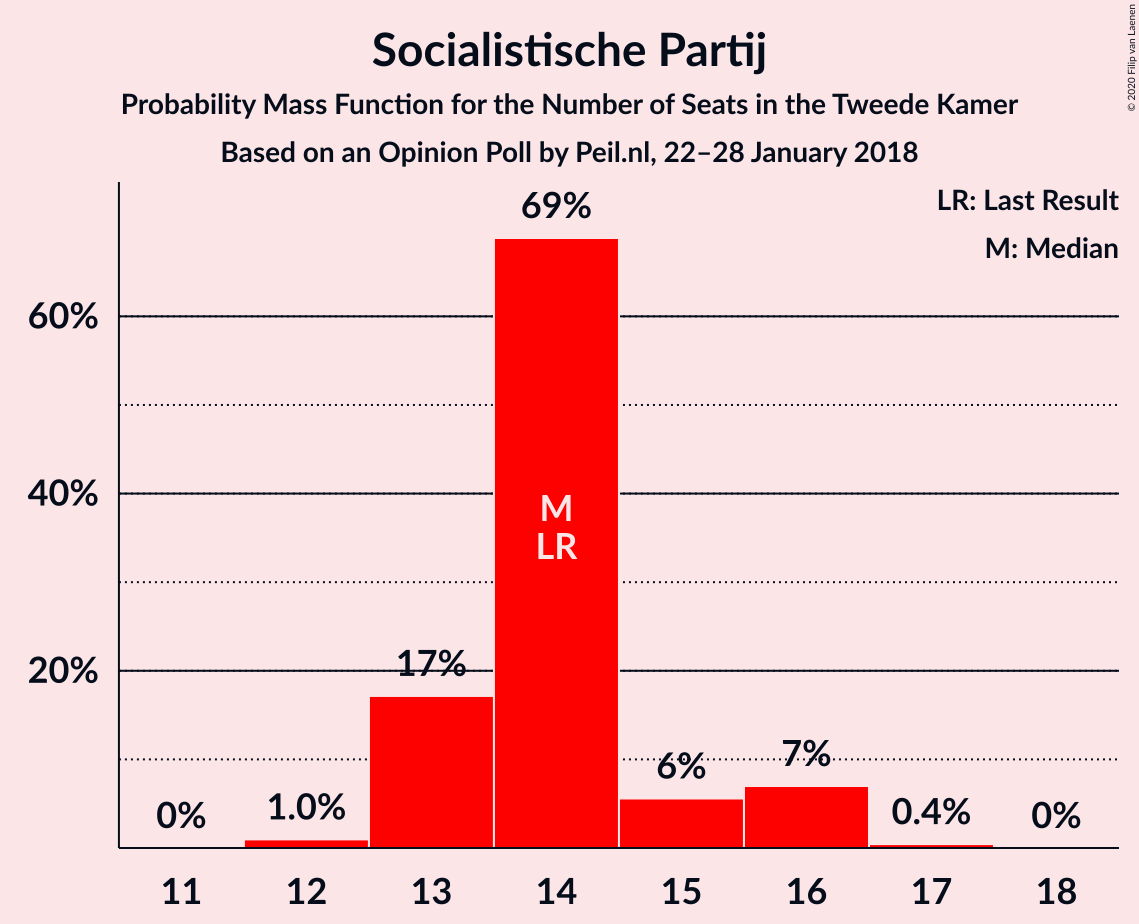 Socialistische Partij
Probability Mass Function for the Number of Seats in the Tweede Kamer
Based on an Opinion Poll by Peil.nl, 22–28 January 2018
© 2020 Filip van Laenen
LR: Last Result
M: Median
69%
60%
40%
M
LR
17%
20%
7%
6%
1.0%
0.4%
0%
0%
11 12 13 14 15 16 17 18